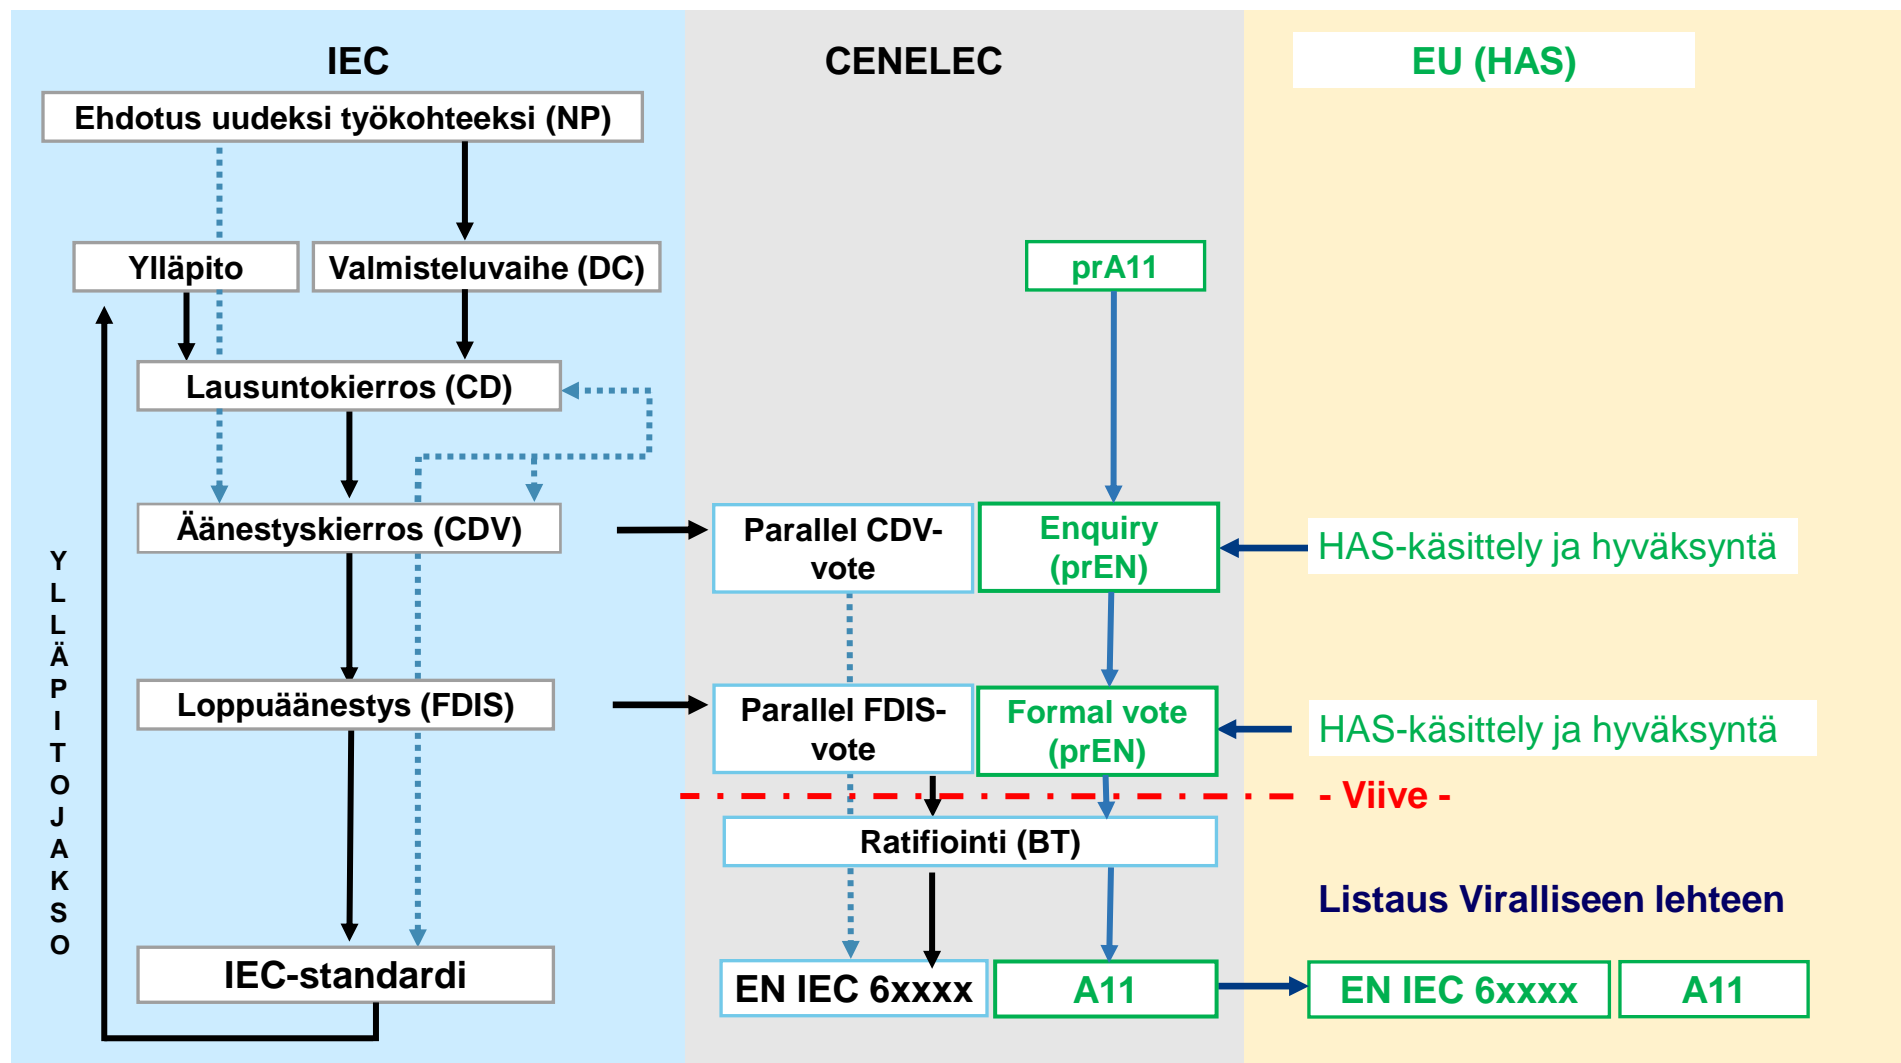 IEC
CENELEC
EU (HAS)
Ehdotus uudeksi työkohteeksi (NP)
Ylläpito
Valmisteluvaihe (DC)
prA11
Lausuntokierros (CD)
Äänestyskierros (CDV)
Parallel CDV-
vote
Enquiry
(prEN)
HAS-käsittely ja hyväksyntä
Y
L
L
Ä
P
I
T
O
J
A
K
S
O
Loppuäänestys (FDIS)
Parallel FDIS-
vote
Formal vote
(prEN)
HAS-käsittely ja hyväksyntä
- Viive -
Ratifiointi (BT)
Listaus Viralliseen lehteen
IEC-standardi
EN IEC 6xxxx
A11
EN IEC 6xxxx
A11